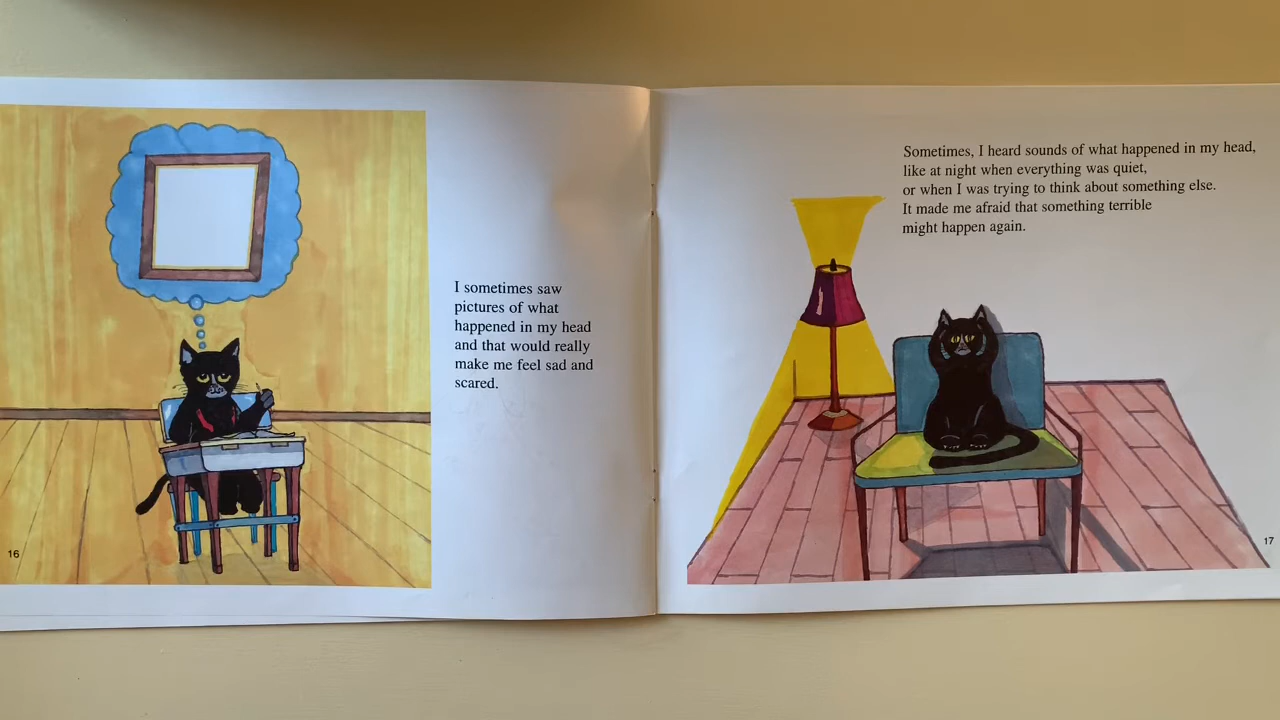 I sometimes saw
pictures of what
happened in my head
and that would really
make me feel sad and
scared.
16
Sometimes, I heard sounds of what happened in my head,
like at night when everything was quiet,
or when I was trying to think about something else.
It made me afraid that something terrible
might happen again.
17